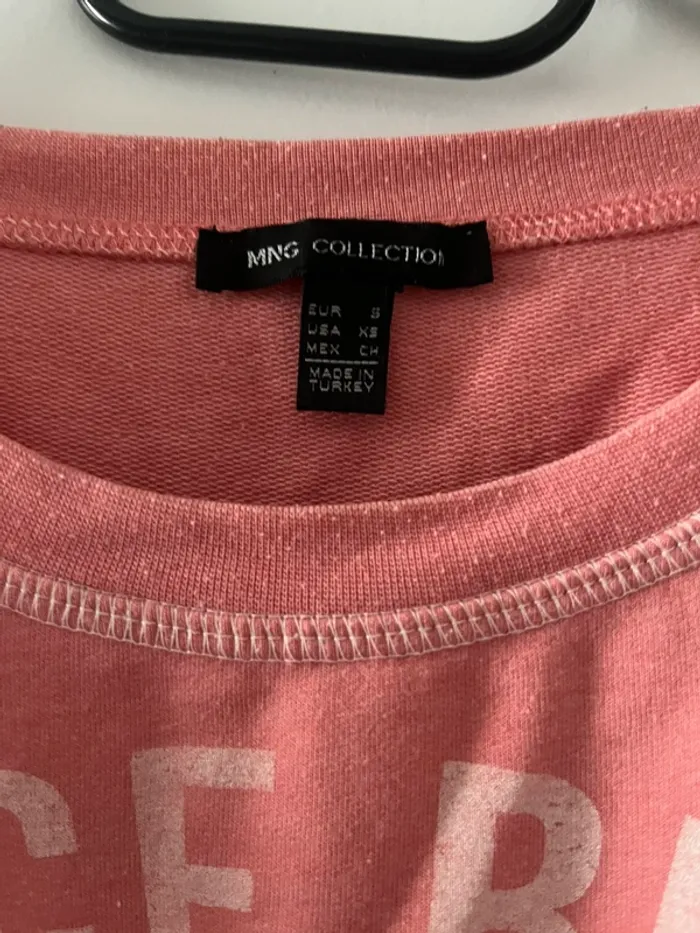 MNG COLLECTION
EUR S
USA XS
MEX CH
MADE IN
TURKEY